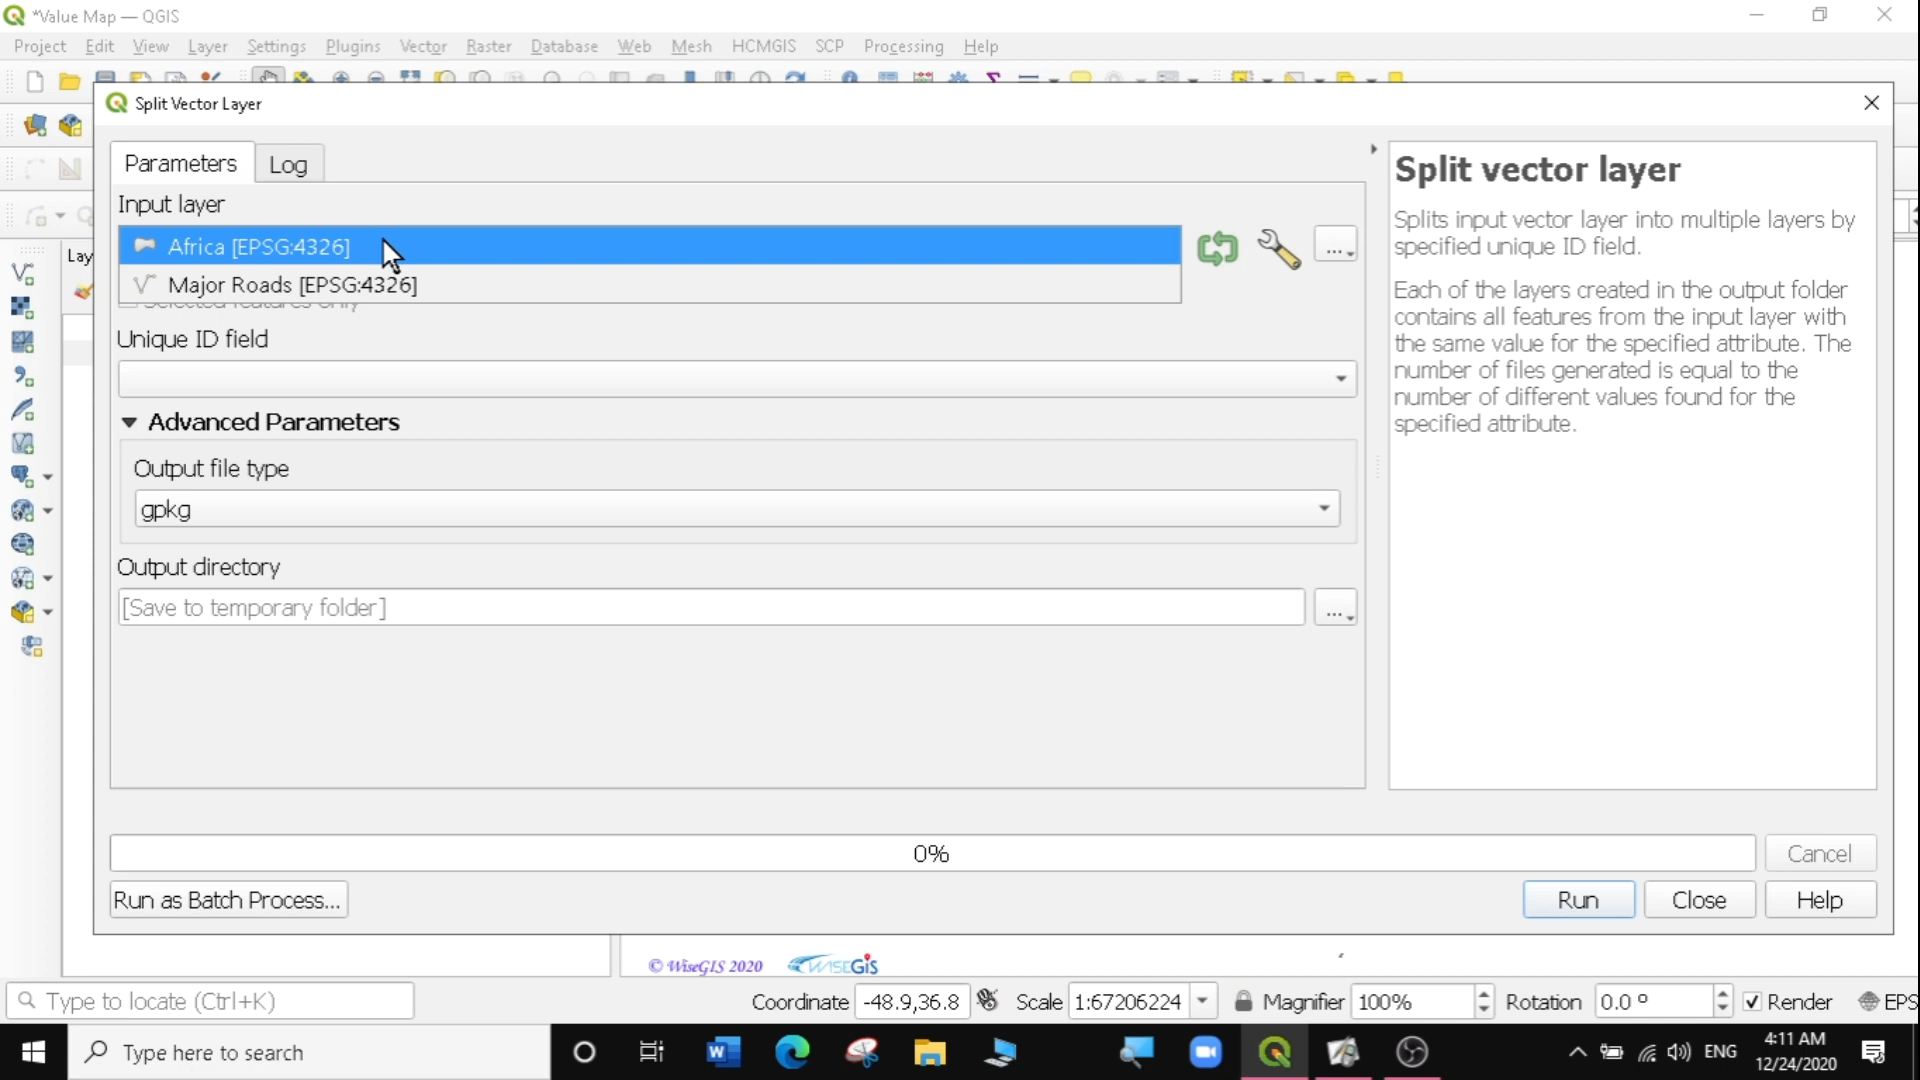 *Value Map — QGIS
Project Edit View Layer Settings Plugins Vector Raster Database Web Mesh HCMGIS SCP Processing Help
Split Vector Layer
Parameters Log
Input layer
Africa [EPSG:4326]
Major Roads [EPSG:4326]
Selected features only
Unique ID field
Advanced Parameters
Output file type
gpkg
Output directory
[Save to temporary folder]
...
...
Split vector layer
Splits input vector layer into multiple layers by
specified unique ID field.
Each of the layers created in the output folder
contains all features from the input layer with
the same value for the specified attribute. The
number of files generated is equal to the
number of different values found for the
specified attribute.
Lay
0%
Cancel
Run as Batch Process...
Run Close Help
© WiseGIS 2020 WISEGIS
Type to locate (Ctrl+K) Coordinate -48.9,36.8 Scale 1:67206224 Magnifier 100% Rotation 0.0 ° Render EPS
Type here to search
ENG
4:11 AM
12/24/2020